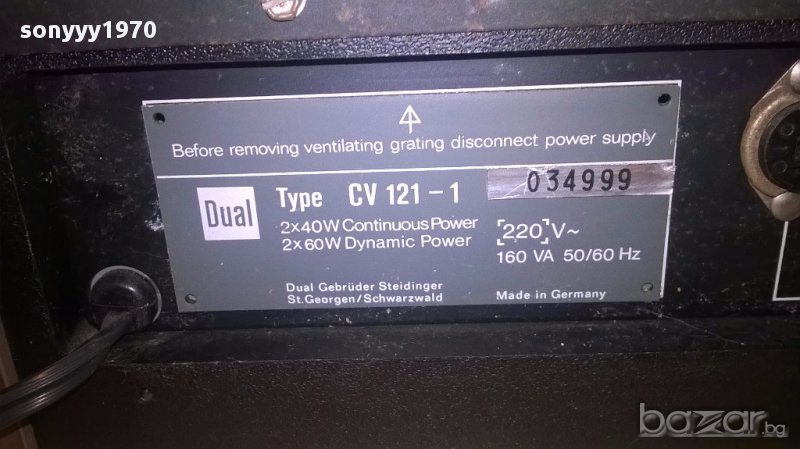 sonyyy1970
Before removing ventilating grating disconnect power supply
Dual
Type CV 121-1
034999
2x40W Continuous Power
2x60W Dynamic Power
[220] V~
160 VA 50/60 Hz
Dual Gebrüder Steidinger
St.Georgen/Schwarzwald
Made in Germany
bazar.bg